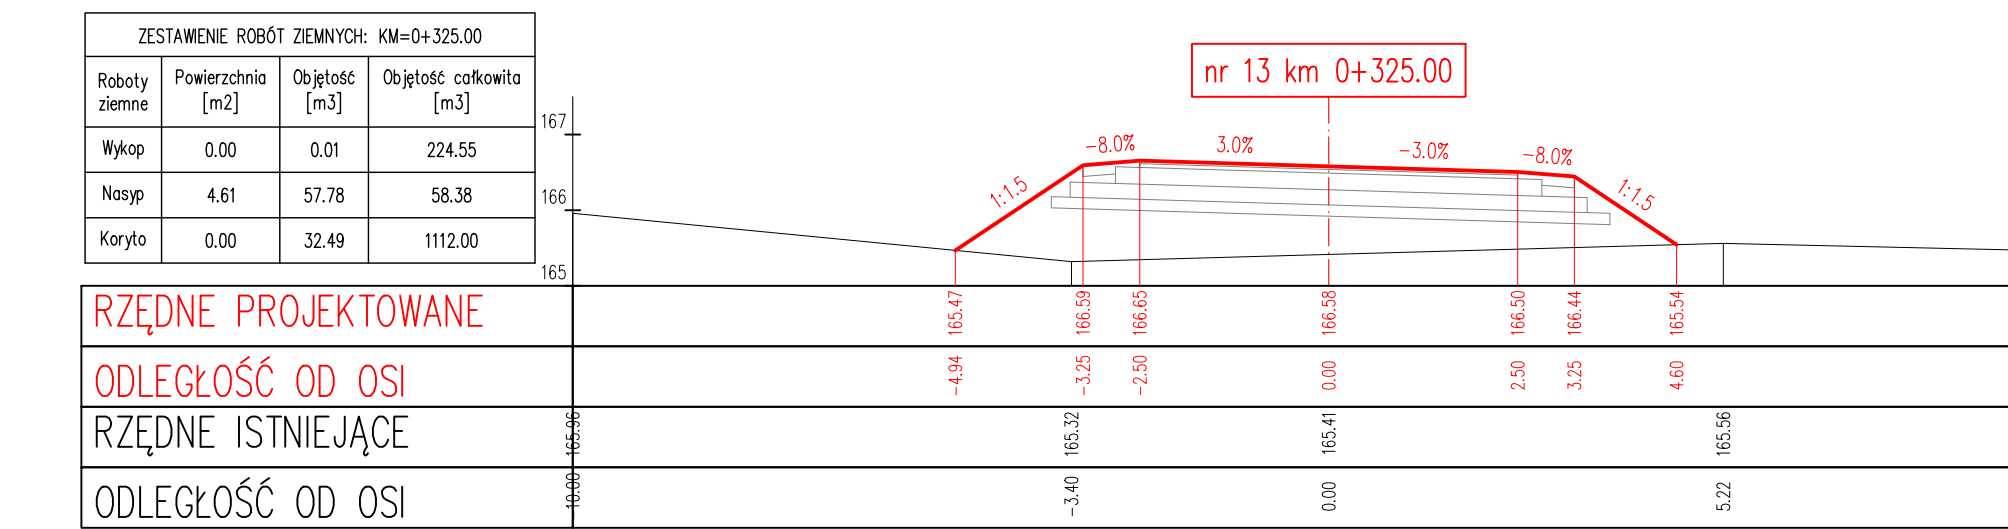 ZESTAWIENIE ROBÓT ZIEMNYCH: KM=0+325.00
Roboty ziemne Powierzchnia [m2] Objętość [m3] Objętość całkowita [m3]
Wykop 0.00 0.01 224.55
Nasyp 4.61 57.78 58.38
Koryto 0.00 32.49 1112.00
nr 13 km 0+325.00
167
166
165
1:1.5 -8.0% 3.0% -3.0% -8.0% 1:1.5
RZĘDNE PROJEKTOWANE 165.47 166.59 166.65 166.58 166.50 166.44 165.54
ODLEGŁOŚĆ OD OSI -4.94 -3.25 -2.50 0.00 2.50 3.25 4.60
RZĘDNE ISTNIEJĄCE 165.96 165.32 165.41 165.56
ODLEGŁOŚĆ OD OSI 10.00 -3.40 0.00 5.22